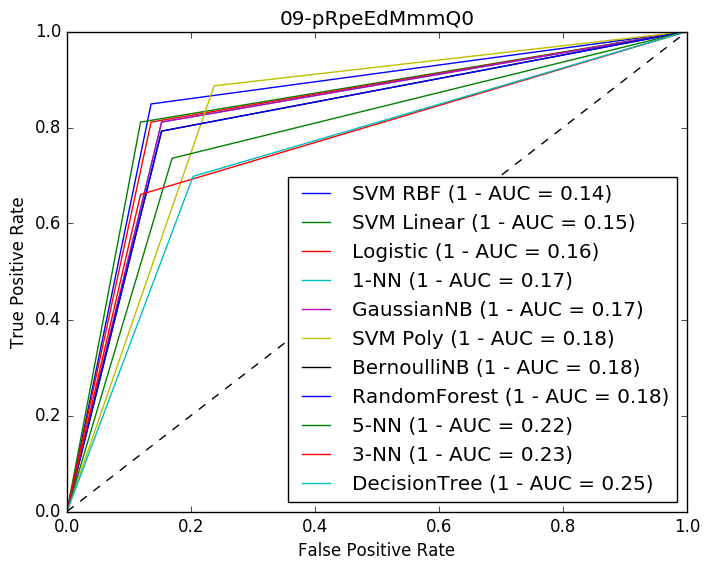 09-pRpeEdMmmQ0
1.0
0.8
0.6
0.4
0.2
0.0
True Positive Rate
SVM RBF (1 - AUC = 0.14)
SVM Linear (1 - AUC = 0.15)
Logistic (1 - AUC = 0.16)
1-NN (1 - AUC = 0.17)
GaussianNB (1 - AUC = 0.17)
SVM Poly (1 - AUC = 0.18)
BernoulliNB (1 - AUC = 0.18)
RandomForest (1 - AUC = 0.18)
5-NN (1 - AUC = 0.22)
3-NN (1 - AUC = 0.23)
DecisionTree (1 - AUC = 0.25)
0.0 0.2 0.4 0.6 0.8 1.0
False Positive Rate